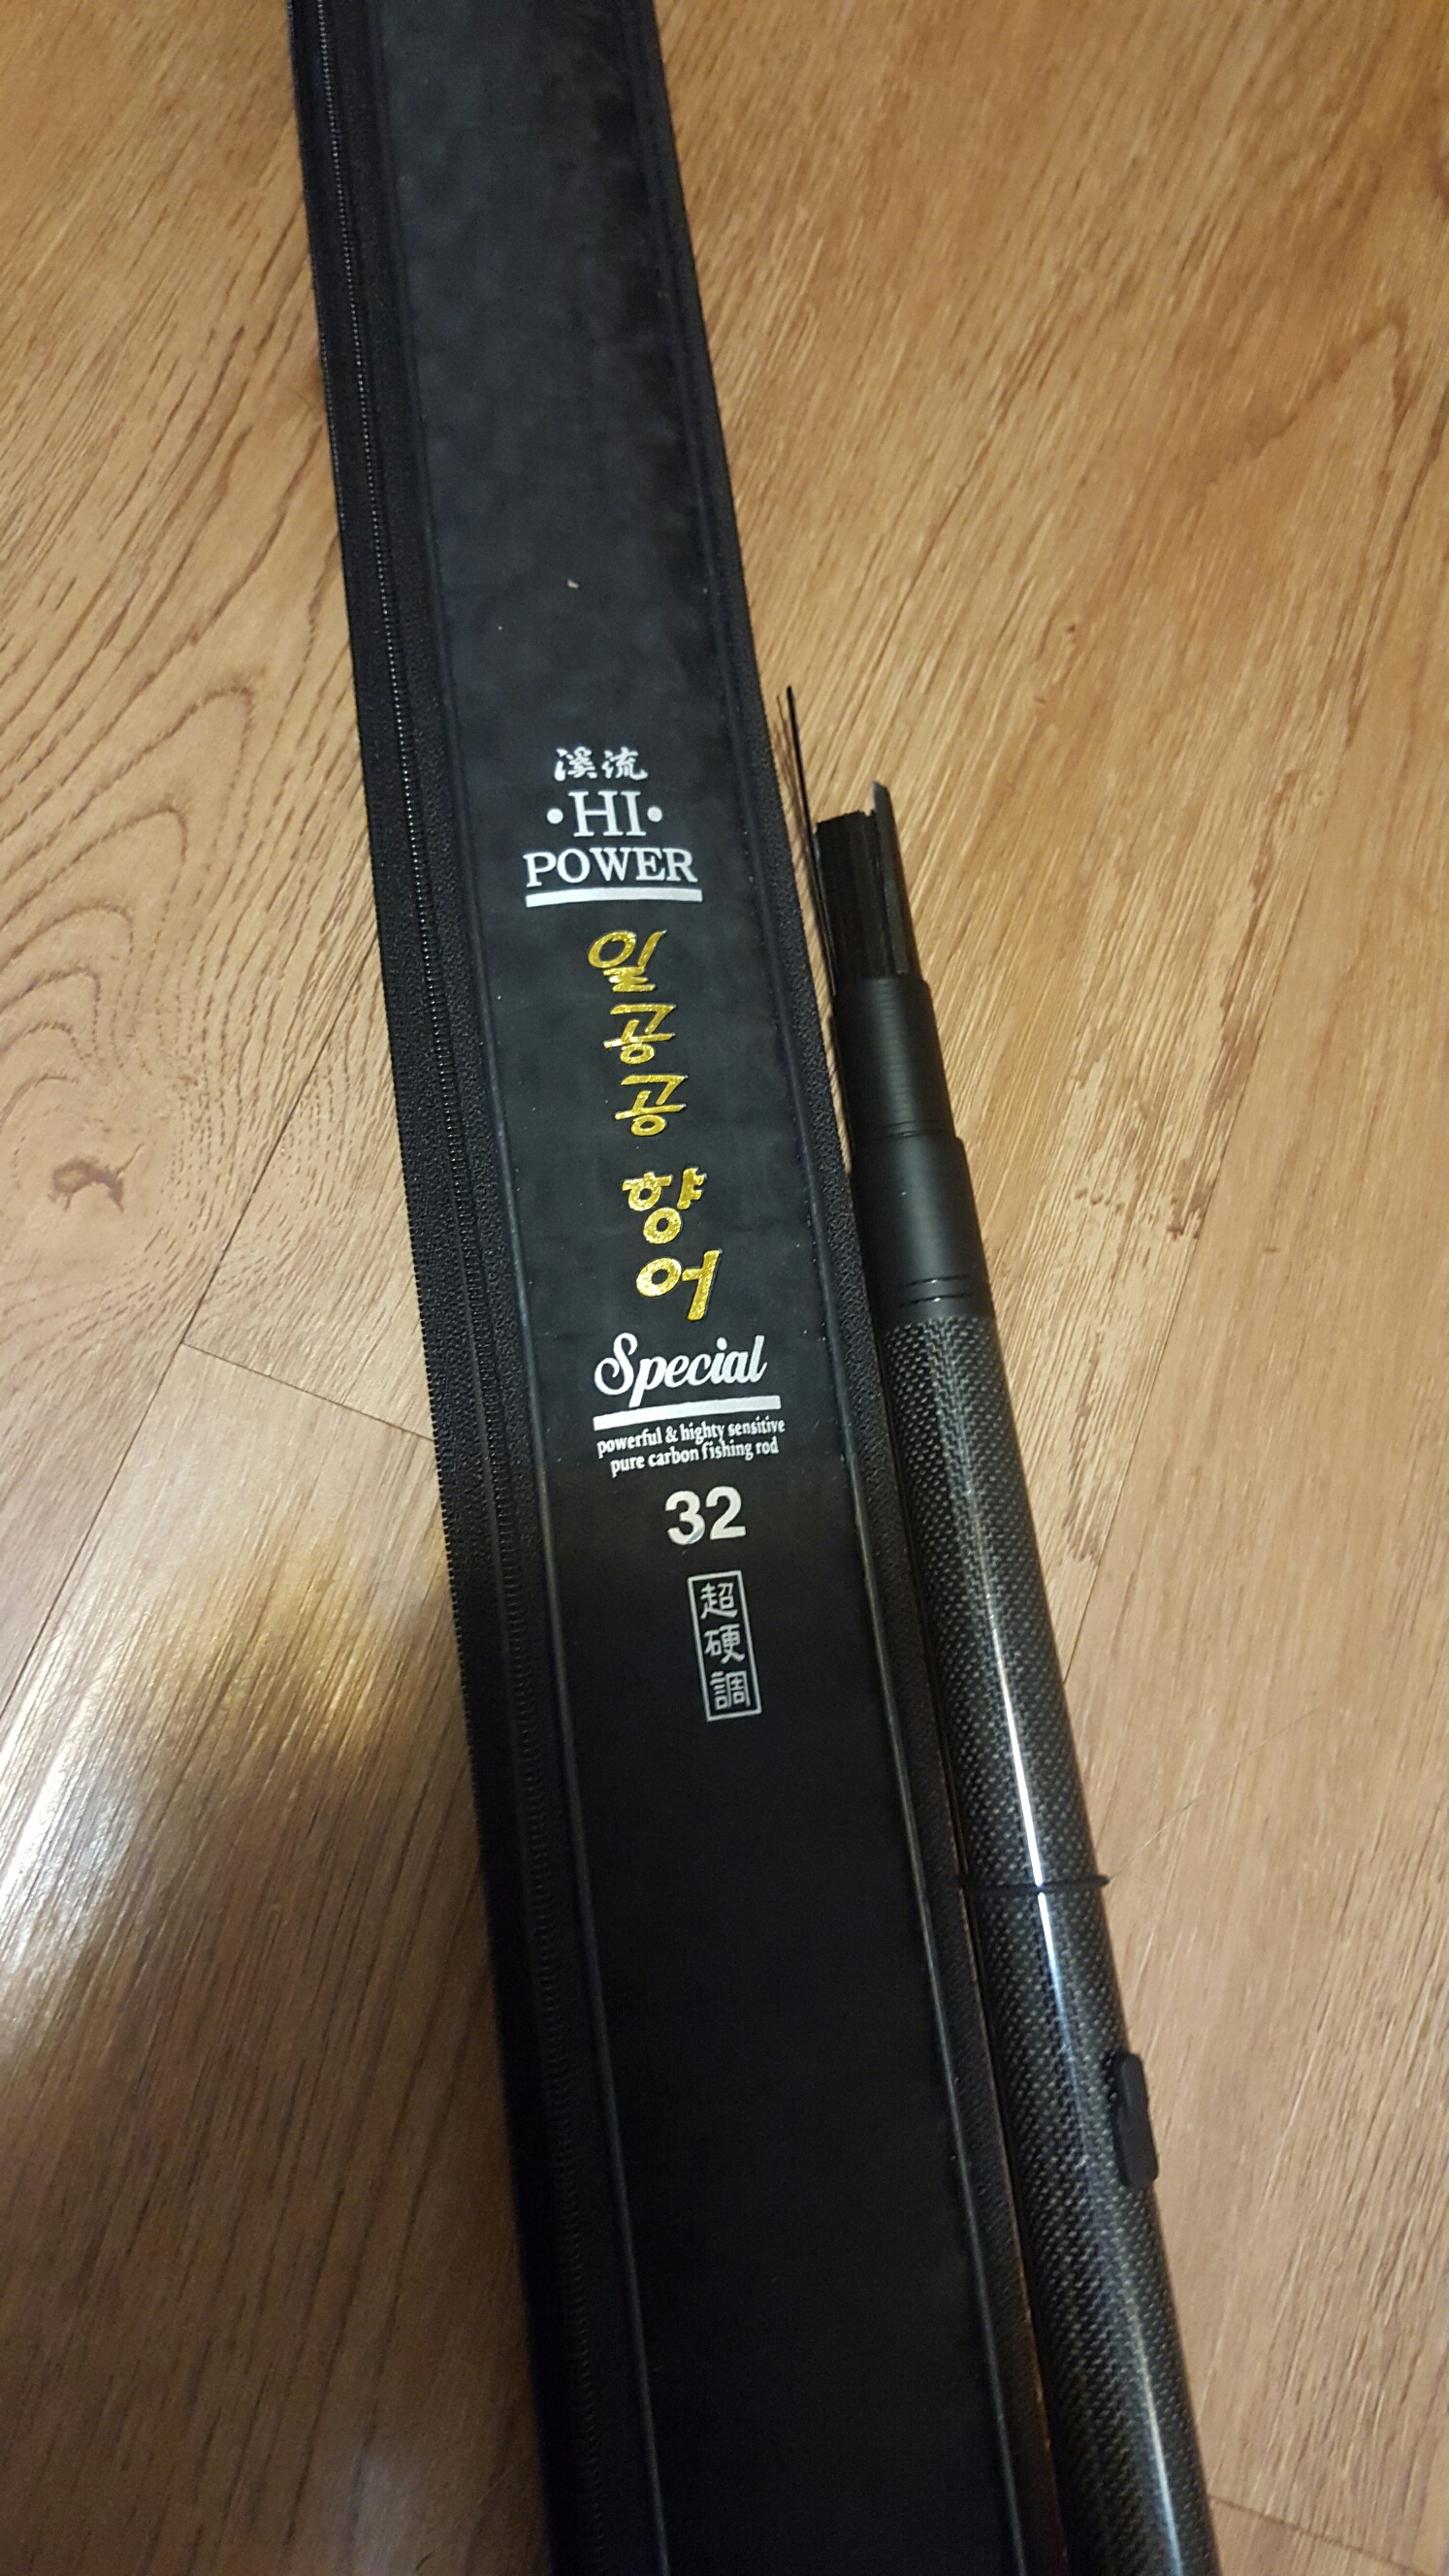 溪流
·HI·
POWER
일공공 향어
Special
powerful & highty sensitive
pure carbon fishing rod
32
超硬調